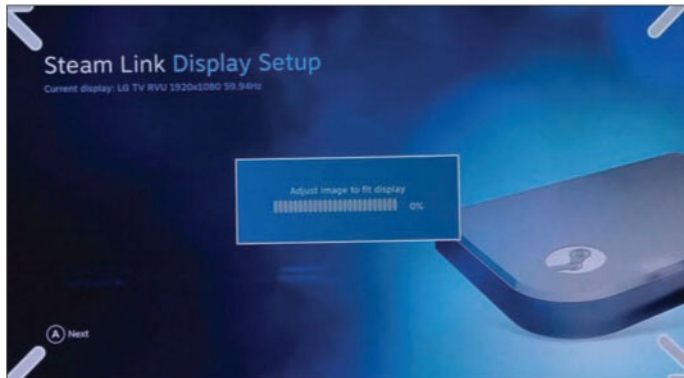 Steam Link Display Setup
Current display: LG TV RVU 1920x1080 59.94Hz
Adjust image to fit display
0%
A Next